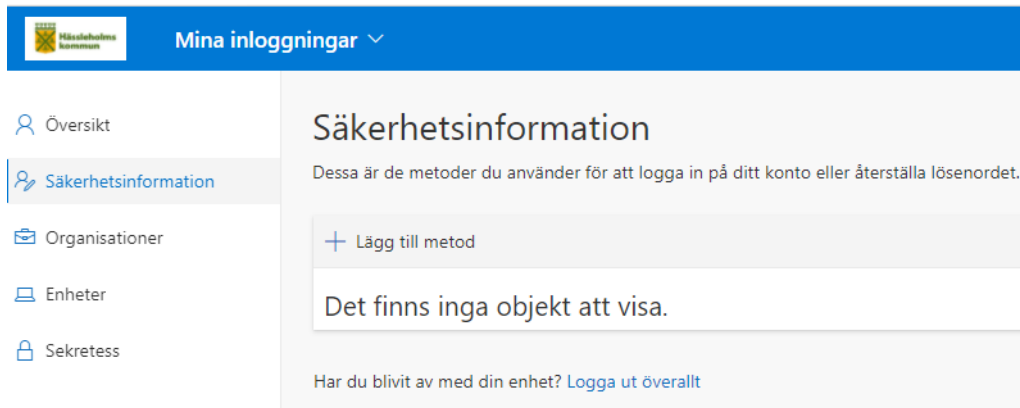 Hässleholms
kommun
Mina inloggningar
Översikt
Säkerhetsinformation
Organisationer
Enheter
Sekretess
Säkerhetsinformation
Dessa är de metoder du använder för att logga in på ditt konto eller återställa lösenordet.
Lägg till metod
Det finns inga objekt att visa.
Har du blivit av med din enhet? Logga ut överallt